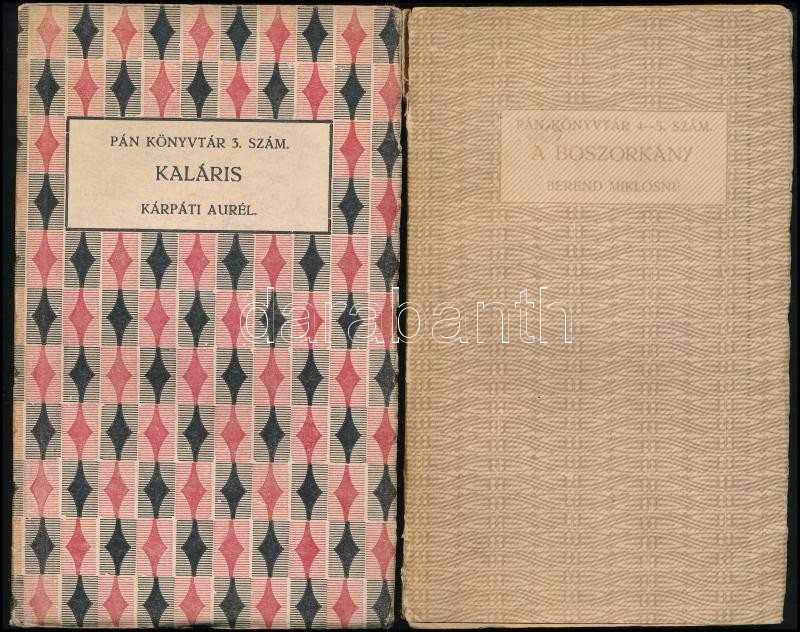 PÁN KÖNYVTÁR 3. SZÁM.
KALÁRIS
KÁRPÁTI AURÉL.
PÁN KÖNYVTÁR 4—5. SZÁM.
A BOSZORKÁNY
BEREND MIKLÓSNÉ
darabanth